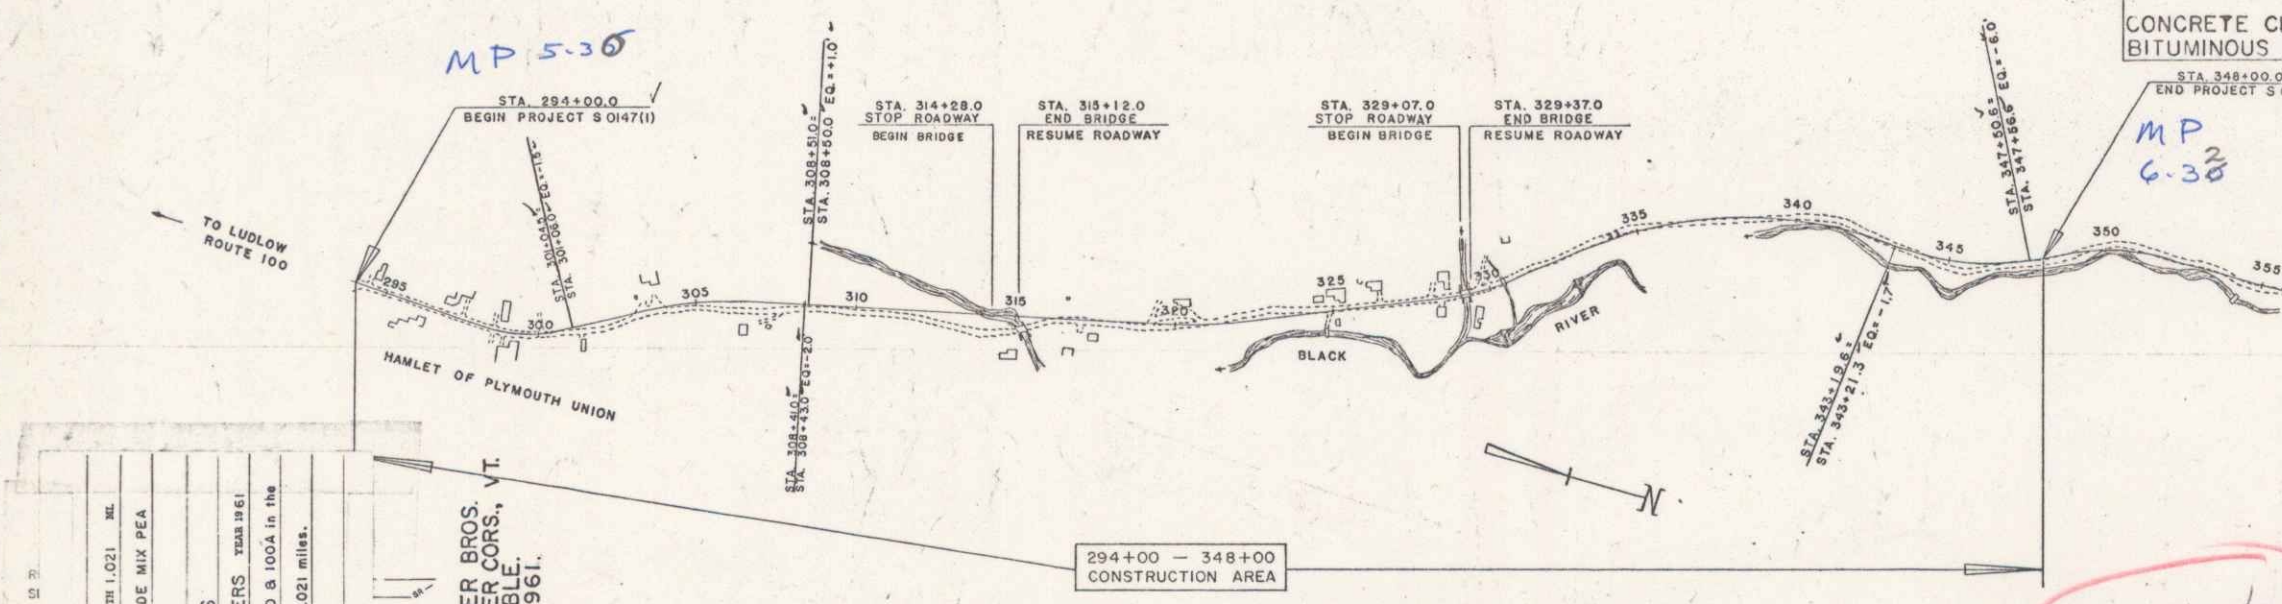 MP 5.36
STA. 294+00.0
BEGIN PROJECT S 0147(1)
TO LUDLOW
ROUTE 100
STA. 301+04.5=
STA. 301+06.0 EQ.=-1.5
STA. 308+51.0=
STA. 308+50.0 EQ.=+1.0'
STA. 308+41.0=
STA. 308+43.0 EQ=-2.0'
STA. 314+28.0
STOP ROADWAY
BEGIN BRIDGE
STA. 315+12.0
END BRIDGE
RESUME ROADWAY
STA. 329+07.0
STOP ROADWAY
BEGIN BRIDGE
STA. 329+37.0
END BRIDGE
RESUME ROADWAY
STA. 347+50.6=
STA. 347+56.6 EQ.=-6.0'
CONCRETE
BITUMINOUS
STA. 348+00.0
END PROJECT S
MP
6.32
295
300
305
310
315
320
325
330
335
340
345
350
355
HAMLET OF PLYMOUTH UNION
BLACK
RIVER
STA. 343+19.6=
STA. 343+21.3 EQ.=-1.7'
N
294+00 — 348+00
CONSTRUCTION AREA
1.021 MI.
MIX PEA
YEAR 1961
& 100A in the
.021 miles.
BROS.
CORS., VT.
961.